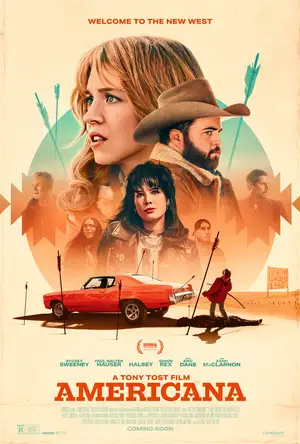 WELCOME TO THE NEW WEST
SYDNEY SWEENEY
PAUL WALTER HAUSER
HALSEY
SIMON REX
ERIC DANE
ZAHN McCLARNON
A TONY TOST FILM
AMERICANA
COMING SOON